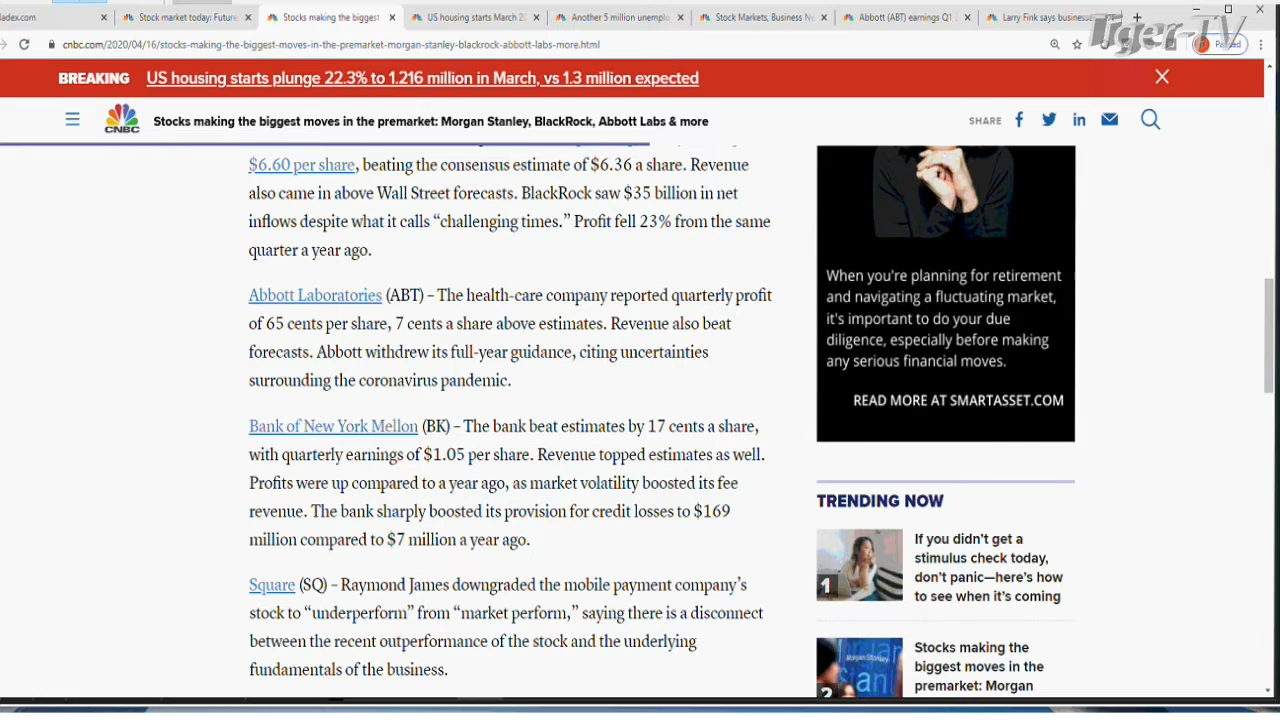 ladex.com
Stock market today: Future
Stocks making the biggest
US housing starts March 20
Another 5 million unempl
Stock Markets, Business N
Abbott (ABT) earnings Q1 2
Larry Fink says business
Tiger-TV
cnbc.com/2020/04/16/stocks-making-the-biggest-moves-in-the-premarket-morgan-stanley-blackrock-abbott-labs-more.html
Paused
BREAKING US housing starts plunge 22.3% to 1.216 million in March, vs 1.3 million expected
CNBC
Stocks making the biggest moves in the premarket: Morgan Stanley, BlackRock, Abbott Labs & more
SHARE
$6.60 per share, beating the consensus estimate of $6.36 a share. Revenue
also came in above Wall Street forecasts. BlackRock saw $35 billion in net
inflows despite what it calls “challenging times.” Profit fell 23% from the same
quarter a year ago.
Abbott Laboratories (ABT) – The health-care company reported quarterly profit
of 65 cents per share, 7 cents a share above estimates. Revenue also beat
forecasts. Abbott withdrew its full-year guidance, citing uncertainties
surrounding the coronavirus pandemic.
Bank of New York Mellon (BK) – The bank beat estimates by 17 cents a share,
with quarterly earnings of $1.05 per share. Revenue topped estimates as well.
Profits were up compared to a year ago, as market volatility boosted its fee
revenue. The bank sharply boosted its provision for credit losses to $169
million compared to $7 million a year ago.
Square (SQ) – Raymond James downgraded the mobile payment company’s
stock to “underperform” from “market perform,” saying there is a disconnect
between the recent outperformance of the stock and the underlying
fundamentals of the business.
When you're planning for retirement
and navigating a fluctuating market,
it's important to do your due
diligence, especially before making
any serious financial moves.
READ MORE AT SMARTASSET.COM
TRENDING NOW
1
If you didn’t get a
stimulus check today,
don’t panic—here’s how
to see when it’s coming
2
Morgan Stanley
Stocks making the
biggest moves in the
premarket: Morgan